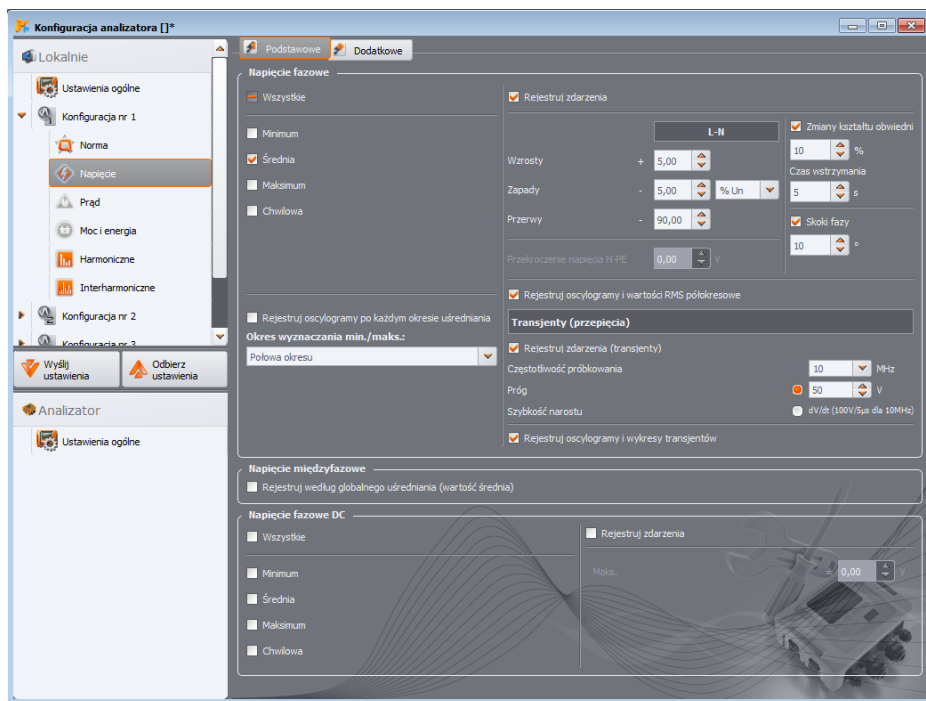 Konfiguracja analizatora []*
Lokalnie
Ustawienia ogólne
Konfiguracja nr 1
Norma
Napięcie
Prąd
Moc i energia
Harmoniczne
Interharmoniczne
Konfiguracja nr 2
Konfiguracja nr 3
Wyślij ustawienia
Odbierz ustawienia
Analizator
Ustawienia ogólne
Podstawowe
Dodatkowe
Napięcie fazowe
Wszystkie
Minimum
Średnia
Maksimum
Chwilowa
Rejestruj oscylogramy po każdym okresie uśredniania
Okres wyznaczania min./maks.:
Połowa okresu
Rejestruj zdarzenia
L-N
Wzrosty + 5,00
Zapady - 5,00 % Un
Przerwy - 90,00
Przekroczenie napięcia N-PE 0,00 V
Zmiany kształtu obwiedni
10 %
Czas wstrzymania
5 s
Skoki fazy
10 °
Rejestruj oscylogramy i wartości RMS półokresowe
Transjenty (przepięcia)
Rejestruj zdarzenia (transjenty)
Częstotliwość próbkowania 10 MHz
Próg 50 V
Szybkość narostu dV/dt (100V/5µs dla 10MHz)
Rejestruj oscylogramy i wykresy transjentów
Napięcie międzyfazowe
Rejestruj według globalnego uśredniania (wartość średnia)
Napięcie fazowe DC
Wszystkie
Minimum
Średnia
Maksimum
Chwilowa
Rejestruj zdarzenia
Maks. ± 0,00 V